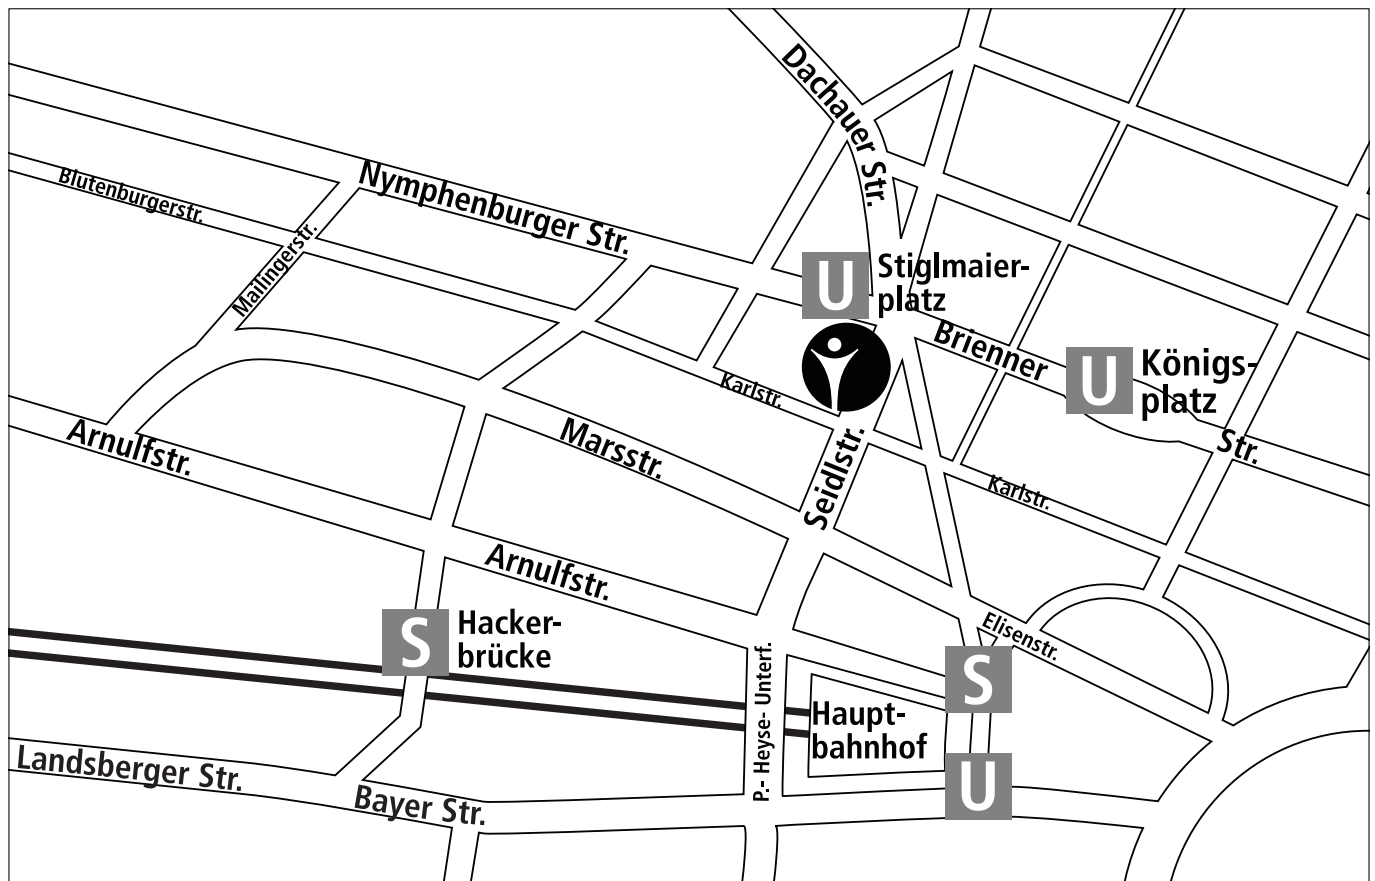 Dachauer Str.
Nymphenburger Str.
Blutenburgerstr.
Mailingerstr.
U
Stiglmaier-
platz
Brienner
U
Königs-
platz
Str.
Karlstr.
Arnulfstr.
Marsstr.
Seidlstr.
Karlstr.
Arnulfstr.
S
Hacker-
brücke
Elisenstr.
P.- Heyse- Unterf.
S
Haupt-
bahnhof
U
Landsberger Str.
Bayer Str.